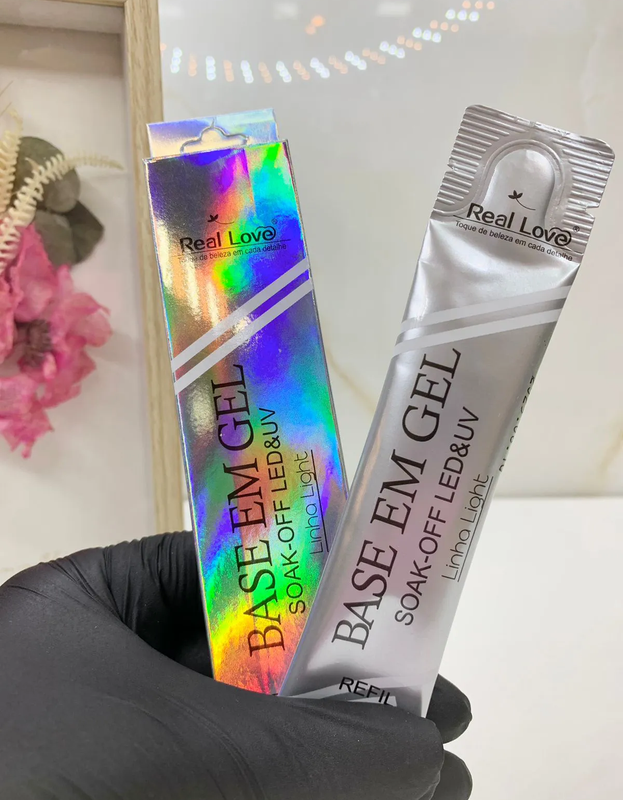 Real Love
Toque de beleza em cada detalhe
BASE EM GEL
SOAK-OFF LED&UV
Linha Light
Real Love®
Toque de beleza em cada detalhe
BASE EM GEL
SOAK-OFF LED&UV
Linha Light
REFIL